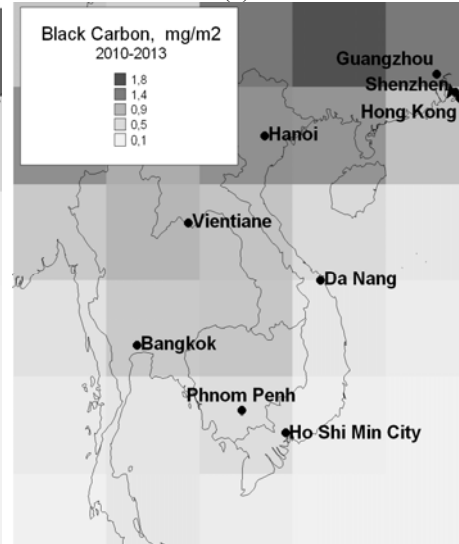 Black Carbon, mg/m2
2010-2013
1,8
1,4
0,9
0,5
0,1
Guangzhou
Shenzhen
Hong Kong
Hanoi
Vientiane
Da Nang
Bangkok
Phnom Penh
Ho Shi Min City